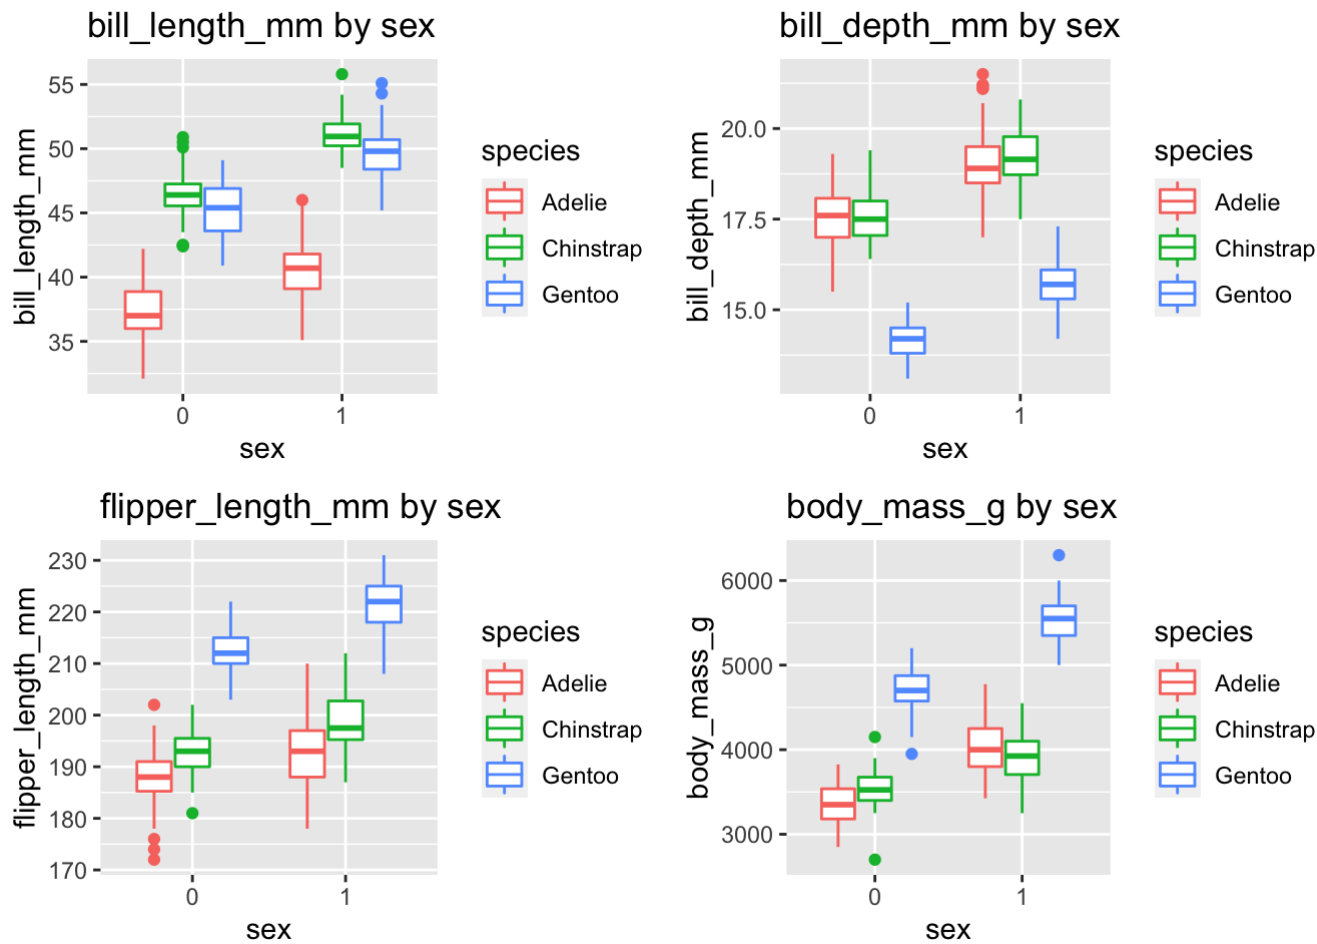 bill_length_mm by sex
bill_length_mm
55
50
45
40
35
0 1
sex
species
Adelie
Chinstrap
Gentoo
bill_depth_mm by sex
bill_depth_mm
20.0
17.5
15.0
0 1
sex
species
Adelie
Chinstrap
Gentoo
flipper_length_mm by sex
flipper_length_mm
230
220
210
200
190
180
170
0 1
sex
species
Adelie
Chinstrap
Gentoo
body_mass_g by sex
body_mass_g
6000
5000
4000
3000
0 1
sex
species
Adelie
Chinstrap
Gentoo